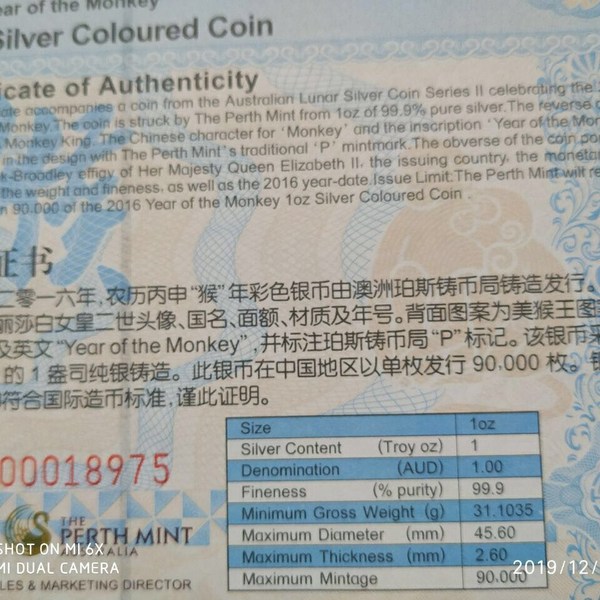 ear of the Monkey
Silver Coloured Coin
icate of Authenticity
ate accompanies a coin from the Australian Lunar Silver Coin Series II celebrating the
Monkey.The coin is struck by The Perth Mint from 1oz of 99.9% pure silver.The reverse
Monkey King. The Chinese character for 'Monkey' and the inscription 'Year of the Mon
in the design with The Perth Mint's traditional 'P' mintmark.The obverse of the coin por
k-Broadley effigy of Her Majesty Queen Elizabeth II, the issuing country, the monetar
the weight and fineness, as well as the 2016 year-date.Issue Limit.The Perth Mint will re
n 90.000 of the 2016 Year of the Monkey 1oz Silver Coloured Coin .
证书
二零一六年,农历丙申“猴”年彩色银币由澳洲珀斯铸币局铸造发行。
丽莎白女皇二世头像、国名、面额、材质及年号。背面图案为美猴王图
及英文“Year of the Monkey”,并标注珀斯铸币局“P”标记。该银币采
的1盎司纯银铸造。此银币在中国地区以单枚发行90,000枚。
符合国际造币标准,谨此证明。
Size 1oz
Silver Content (Troy oz) 1
Denomination (AUD) 1.00
Fineness (% purity) 99.9
Minimum Gross Weight (g) 31.1035
Maximum Diameter (mm) 45.60
Maximum Thickness (mm) 2.60
Maximum Mintage 90.000
00018975
THE
PERTH MINT
ALIA
LES & MARKETING DIRECTOR
SHOT ON MI 6X
MI DUAL CAMERA
2019/12/